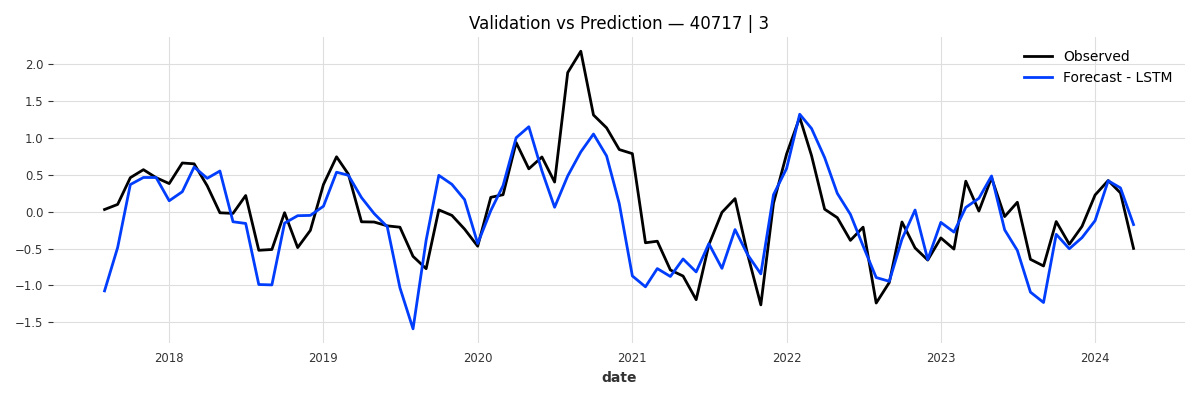 Validation vs Prediction — 40717 | 3
Observed
Forecast - LSTM
2.0
1.5
1.0
0.5
0.0
−0.5
−1.0
−1.5
2018 2019 2020 2021 2022 2023 2024
date